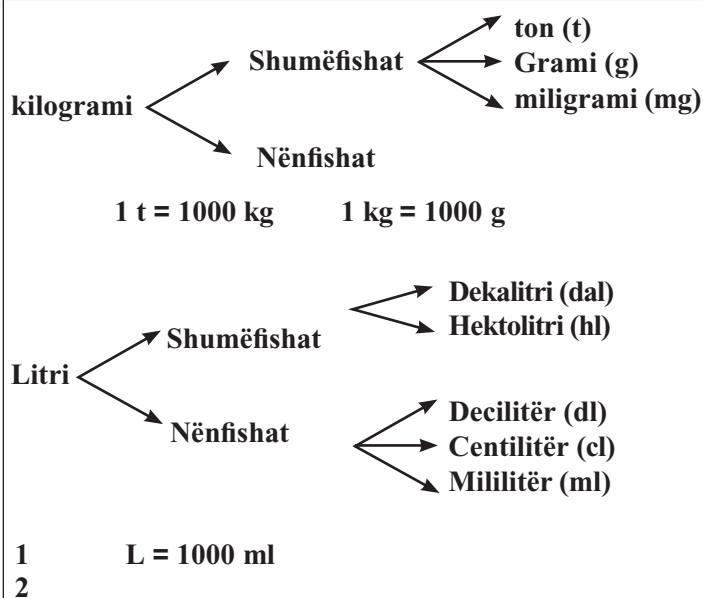 ton (t)
Shumëfishat Grami (g)
kilogrami miligrami (mg)
Nënfishat
1 t = 1000 kg 1 kg = 1000 g
Dekalitri (dal)
Shumëfishat Hektolitri (hl)
Litri
Nënfishat Decilitër (dl)
Centilitër (cl)
Mililitër (ml)
1 L = 1000 ml
2